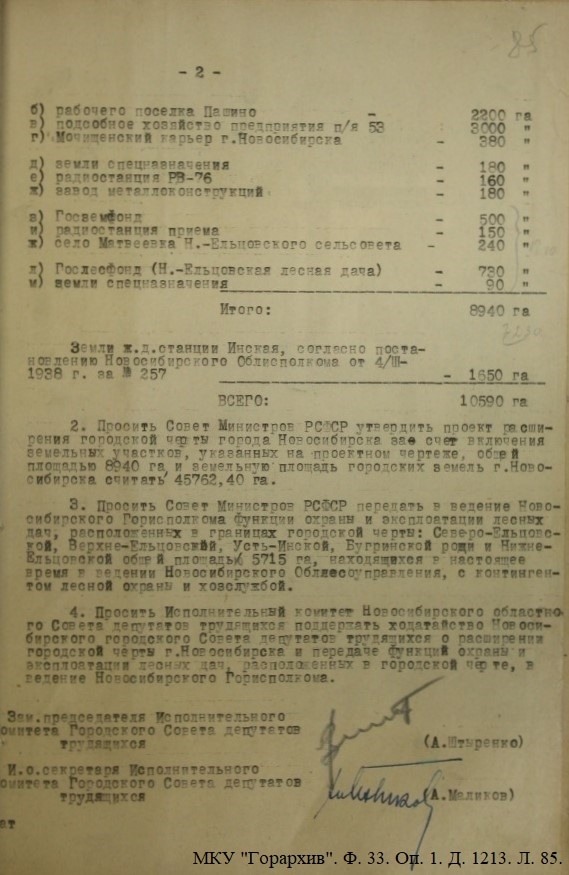 85
- 2 -
б) рабочего поселка Пашино - 2200 га
в) подсобное хозяйство предприятия п/я 53 3000 "
г) Мочищенский карьер г.Новосибирска - 380 "
д) земли спецназначения - 180 "
е) радиостанция РВ-76 - 160 "
ж) завод металлоконструкций - 180 "
з) Госземфонд - 500 "
и) радиостанция приема - 150 "
ж) село Матвеевка Н.-Ельцовского сельсовета - 240 "
л) Гослесфонд (Н.-Ельцовская лесная дача) - 730 "
м) земли спецназначения - 90 "
Итого: 8940 га
Земли ж.д.станции Инская, согласно поста-
новлению Новосибирского Облисполкома от 4/Ш-
1938 г. за № 257 - 1650 га
ВСЕГО: 10590 га
2. Просить Совет Министров РСФСР утвердить проект расши-
рения городской черты города Новосибирска за счет включения
земельных участков, указанных на проектном чертеже, общей
площадью 8940 га и земельную площадь городских земель г.Ново-
сибирска считать 45762,40 га.
3. Просить Совет Министров РСФСР передать в ведение Ново-
сибирского Горисполкома функции охраны и эксплоатации лесных
дач, расположенных в границах городской черты: Северо-Ельцовс-
кой, Верхне-Ельцовский, Усть-Инской, Бугринской рощи и Нижне-
Ельцовской общей площадью 5715 га, находящихся в настоящее
время в ведении Новосибирского Облесоуправления, с континген-
том лесной охраны и хозслужбой.
4. Просить Исполнительный комитет Новосибирского областно-
го Совета депутатов трудящихся поддержать ходатайство Новоси-
бирского городского Совета депутатов трудящихся о расширении
городской черты г.Новосибирска и передаче функций охраны и
эксплоатации лесных дач, расположенных в городской черте, в
ведение Новосибирского Горисполкома.
Зам.председателя Исполнительного
омитета Городского Совета депутатов
трудящихся (А.Штыренко)
И.о.секретаря Исполнительного
омитета Городского Совета депутатов
трудящихся (А.Маликов)
ат
МКУ "Горархив". Ф. 33. Оп. 1. Д. 1213. Л. 85.